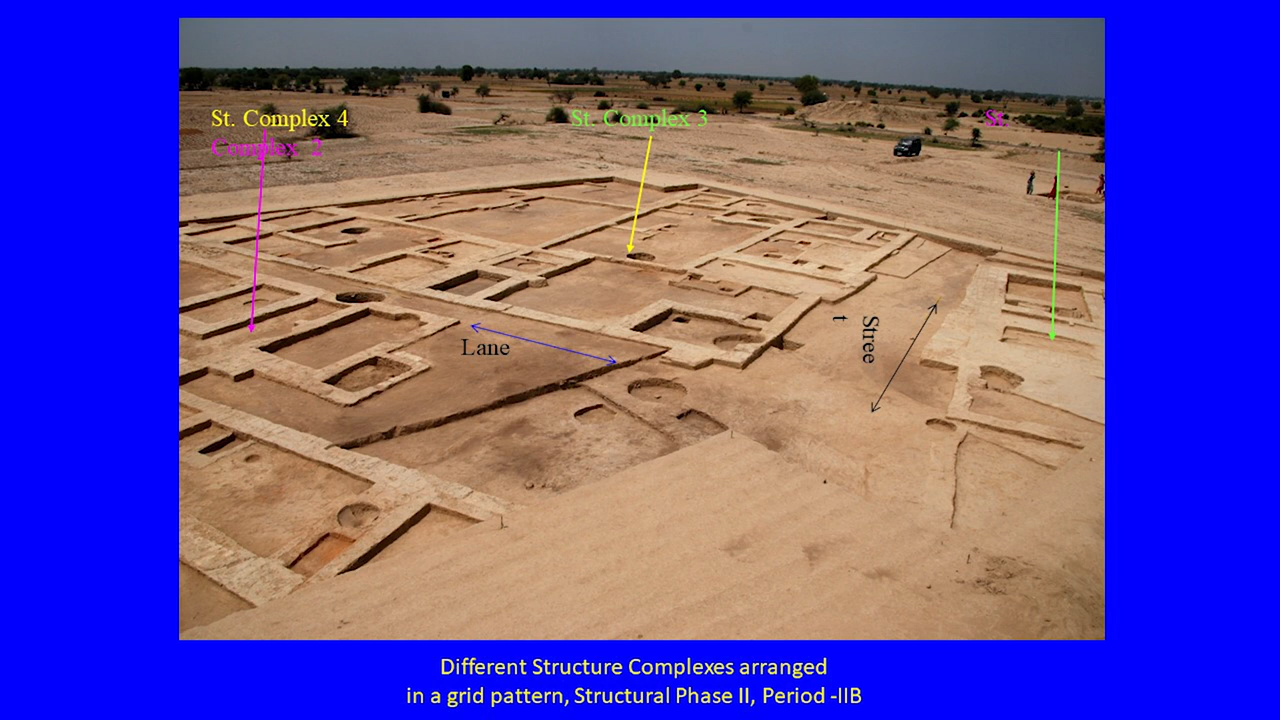 St. Complex 4
St. Complex 3
St.
Complex 2
Lane
Stree
t
Different Structure Complexes arranged
in a grid pattern, Structural Phase II, Period -IIB